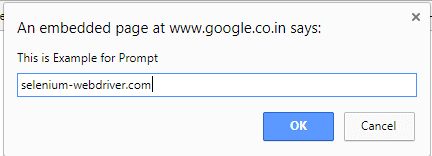 An embedded page at www.google.co.in says:
This is Example for Prompt
selenium-webdriver.com
OK Cancel